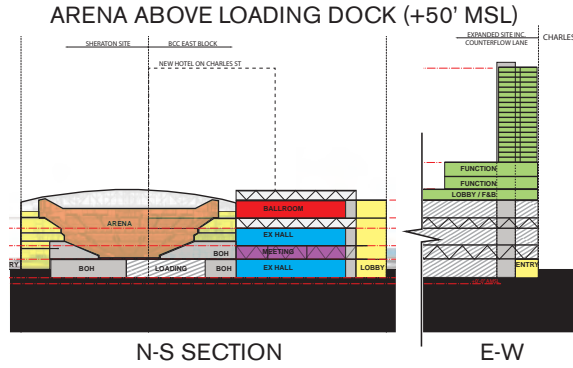 ARENA ABOVE LOADING DOCK (+50' MSL)
SHERATON SITE
BCC EAST BLOCK
EXPANDED SITE INC.
COUNTERFLOW LANE
CHARLES
NEW HOTEL ON CHARLES ST
FUNCTION
FUNCTION
LOBBY / F&B
BALLROOM
ARENA
EX HALL
BOH
MEETING
RY
BOH
LOADING
BOH
EX HALL
LOBBY
ENTRY
N-S SECTION
E-W